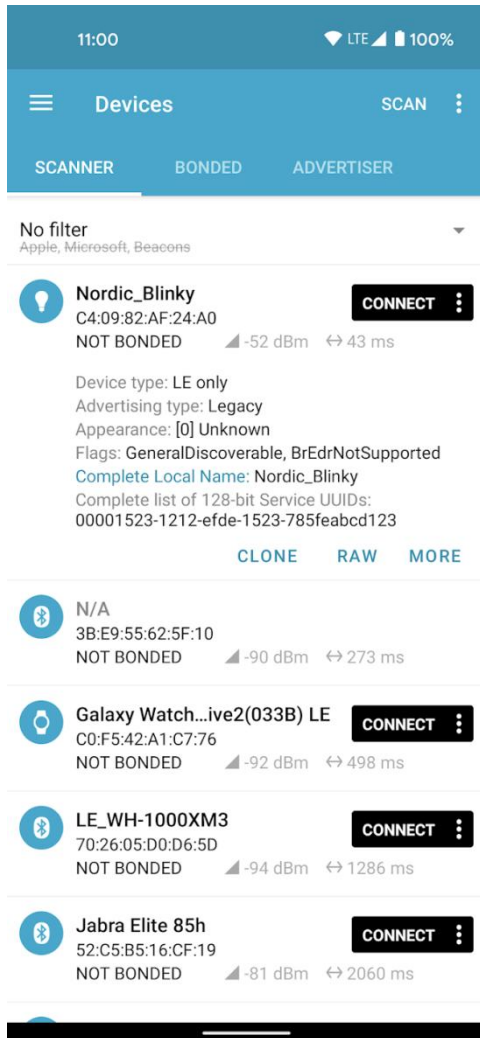 11:00 LTE 100%
Devices SCAN
SCANNER BONDED ADVERTISER
No filter
Apple, Microsoft, Beacons
Nordic_Blinky CONNECT
C4:09:82:AF:24:A0
NOT BONDED -52 dBm ↔ 43 ms
Device type: LE only
Advertising type: Legacy
Appearance: [0] Unknown
Flags: GeneralDiscoverable, BrEdrNotSupported
Complete Local Name: Nordic_Blinky
Complete list of 128-bit Service UUIDs:
00001523-1212-efde-1523-785feabcd123
CLONE RAW MORE
N/A
3B:E9:55:62:5F:10
NOT BONDED -90 dBm ↔ 273 ms
Galaxy Watch...ive2(033B) LE CONNECT
C0:F5:42:A1:C7:76
NOT BONDED -92 dBm ↔ 498 ms
LE_WH-1000XM3 CONNECT
70:26:05:D0:D6:5D
NOT BONDED -94 dBm ↔ 1286 ms
Jabra Elite 85h CONNECT
52:C5:B5:16:CF:19
NOT BONDED -81 dBm ↔ 2060 ms